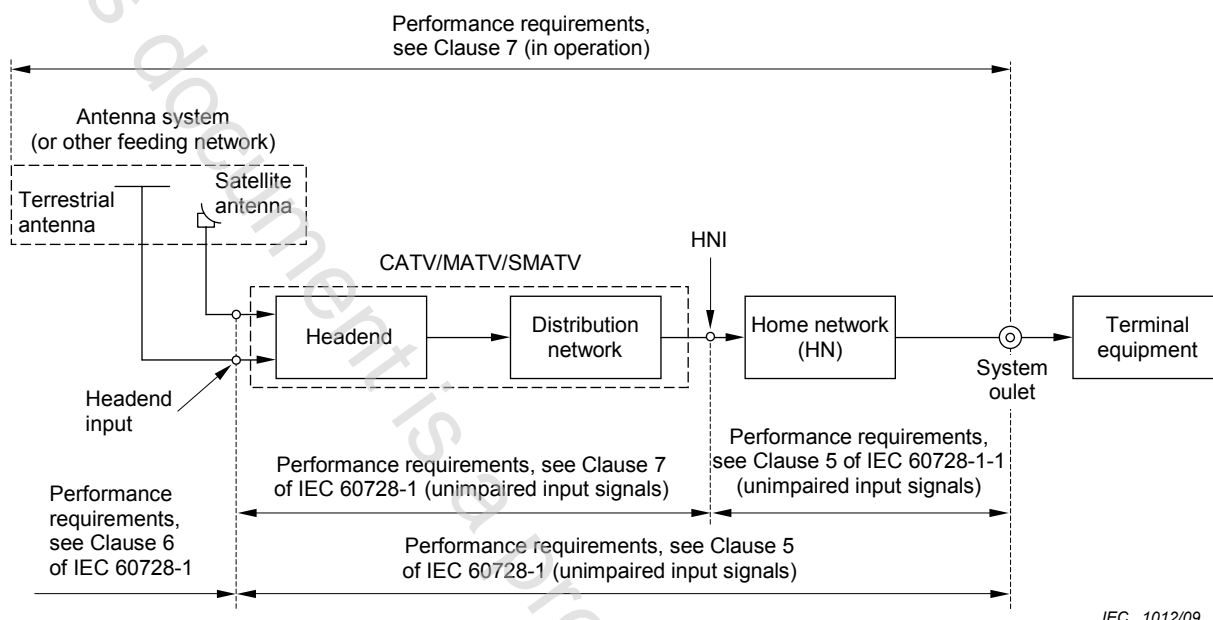 Performance requirements,
see Clause 7 (in operation)
Antenna system
(or other feeding network)
Terrestrial
antenna
Satellite
antenna
HNI
CATV/MATV/SMATV
Headend
Distribution
network
Home network
(HN)
Terminal
equipment
System
oulet
Headend
input
Performance requirements,
see Clause 5 of IEC 60728-1-1
(unimpaired input signals)
Performance requirements, see Clause 7
of IEC 60728-1 (unimpaired input signals)
Performance
requirements,
see Clause 6
of IEC 60728-1
Performance requirements, see Clause 5
of IEC 60728-1 (unimpaired input signals)
IEC 1012/09
s document is a pre